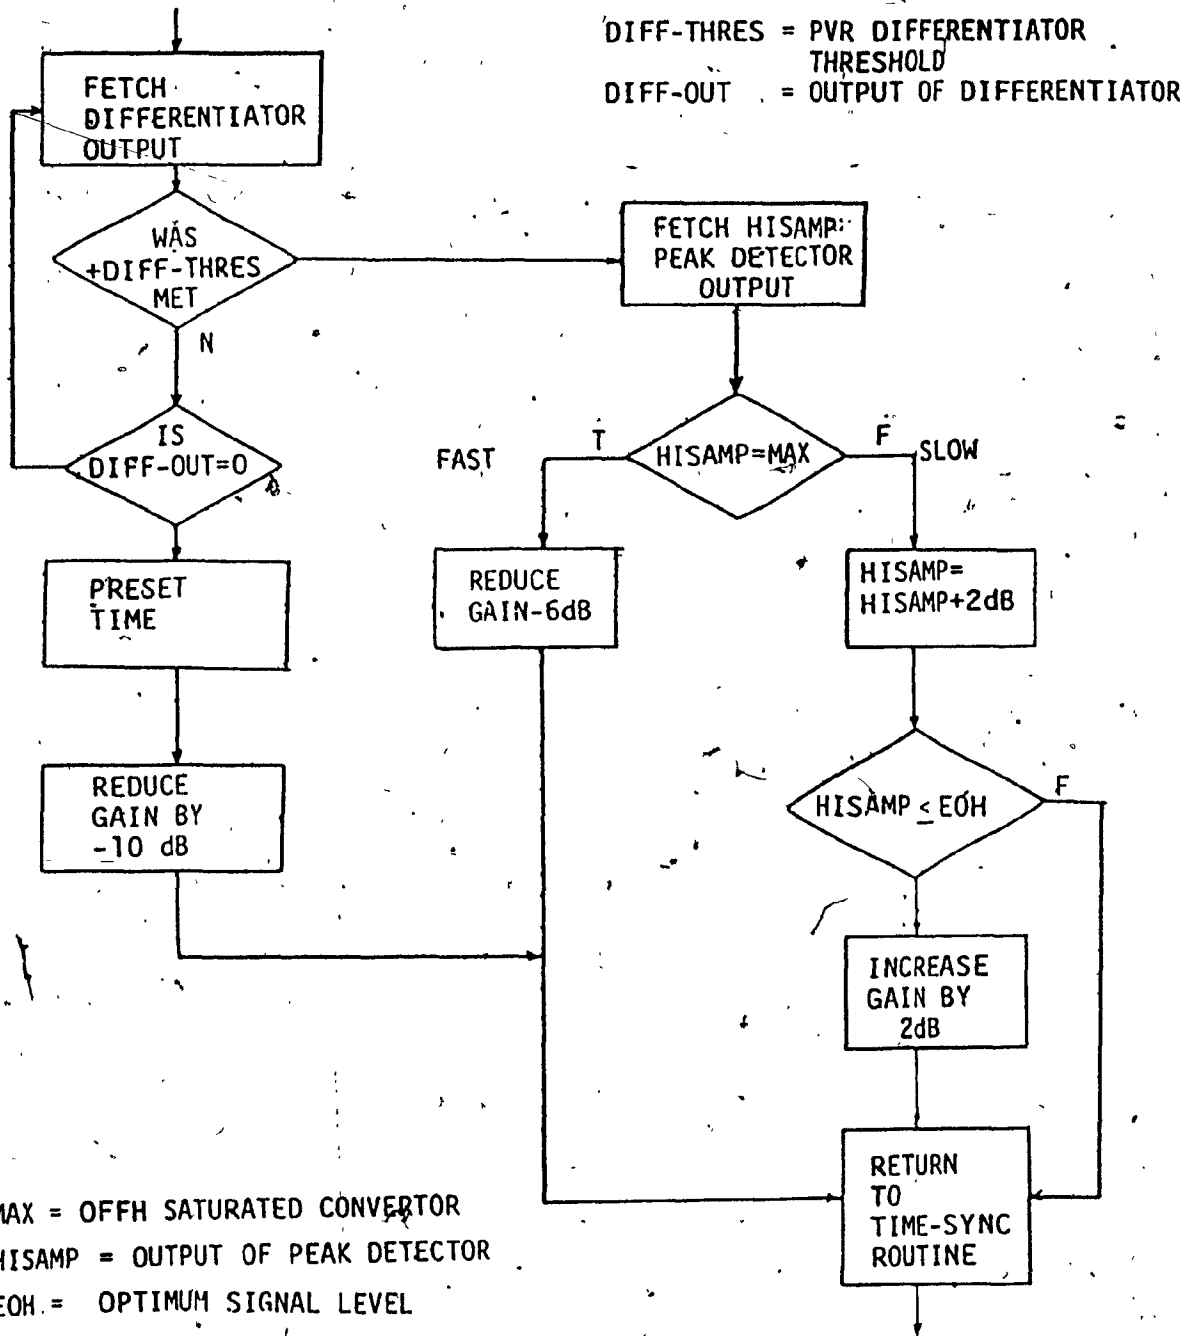 DIFF-THRES = PVR DIFFERENTIATOR
THRESHOLD
DIFF-OUT = OUTPUT OF DIFFERENTIATOR
FETCH
DIFFERENTIATOR
OUTPUT
WAS
+DIFF-THRES
MET
N
FETCH HISAMP
PEAK DETECTOR
OUTPUT
IS
DIFF-OUT=0
FAST
T
HISAMP=MAX
F
SLOW
PRESET
TIME
REDUCE
GAIN-6dB
HISAMP=
HISAMP+2dB
REDUCE
GAIN BY
-10 dB
HISAMP ≤ EOH
F
INCREASE
GAIN BY
2dB
RETURN
TO
TIME-SYNC
ROUTINE
MAX = OFFH SATURATED CONVERTOR
HISAMP = OUTPUT OF PEAK DETECTOR
EOH = OPTIMUM SIGNAL LEVEL